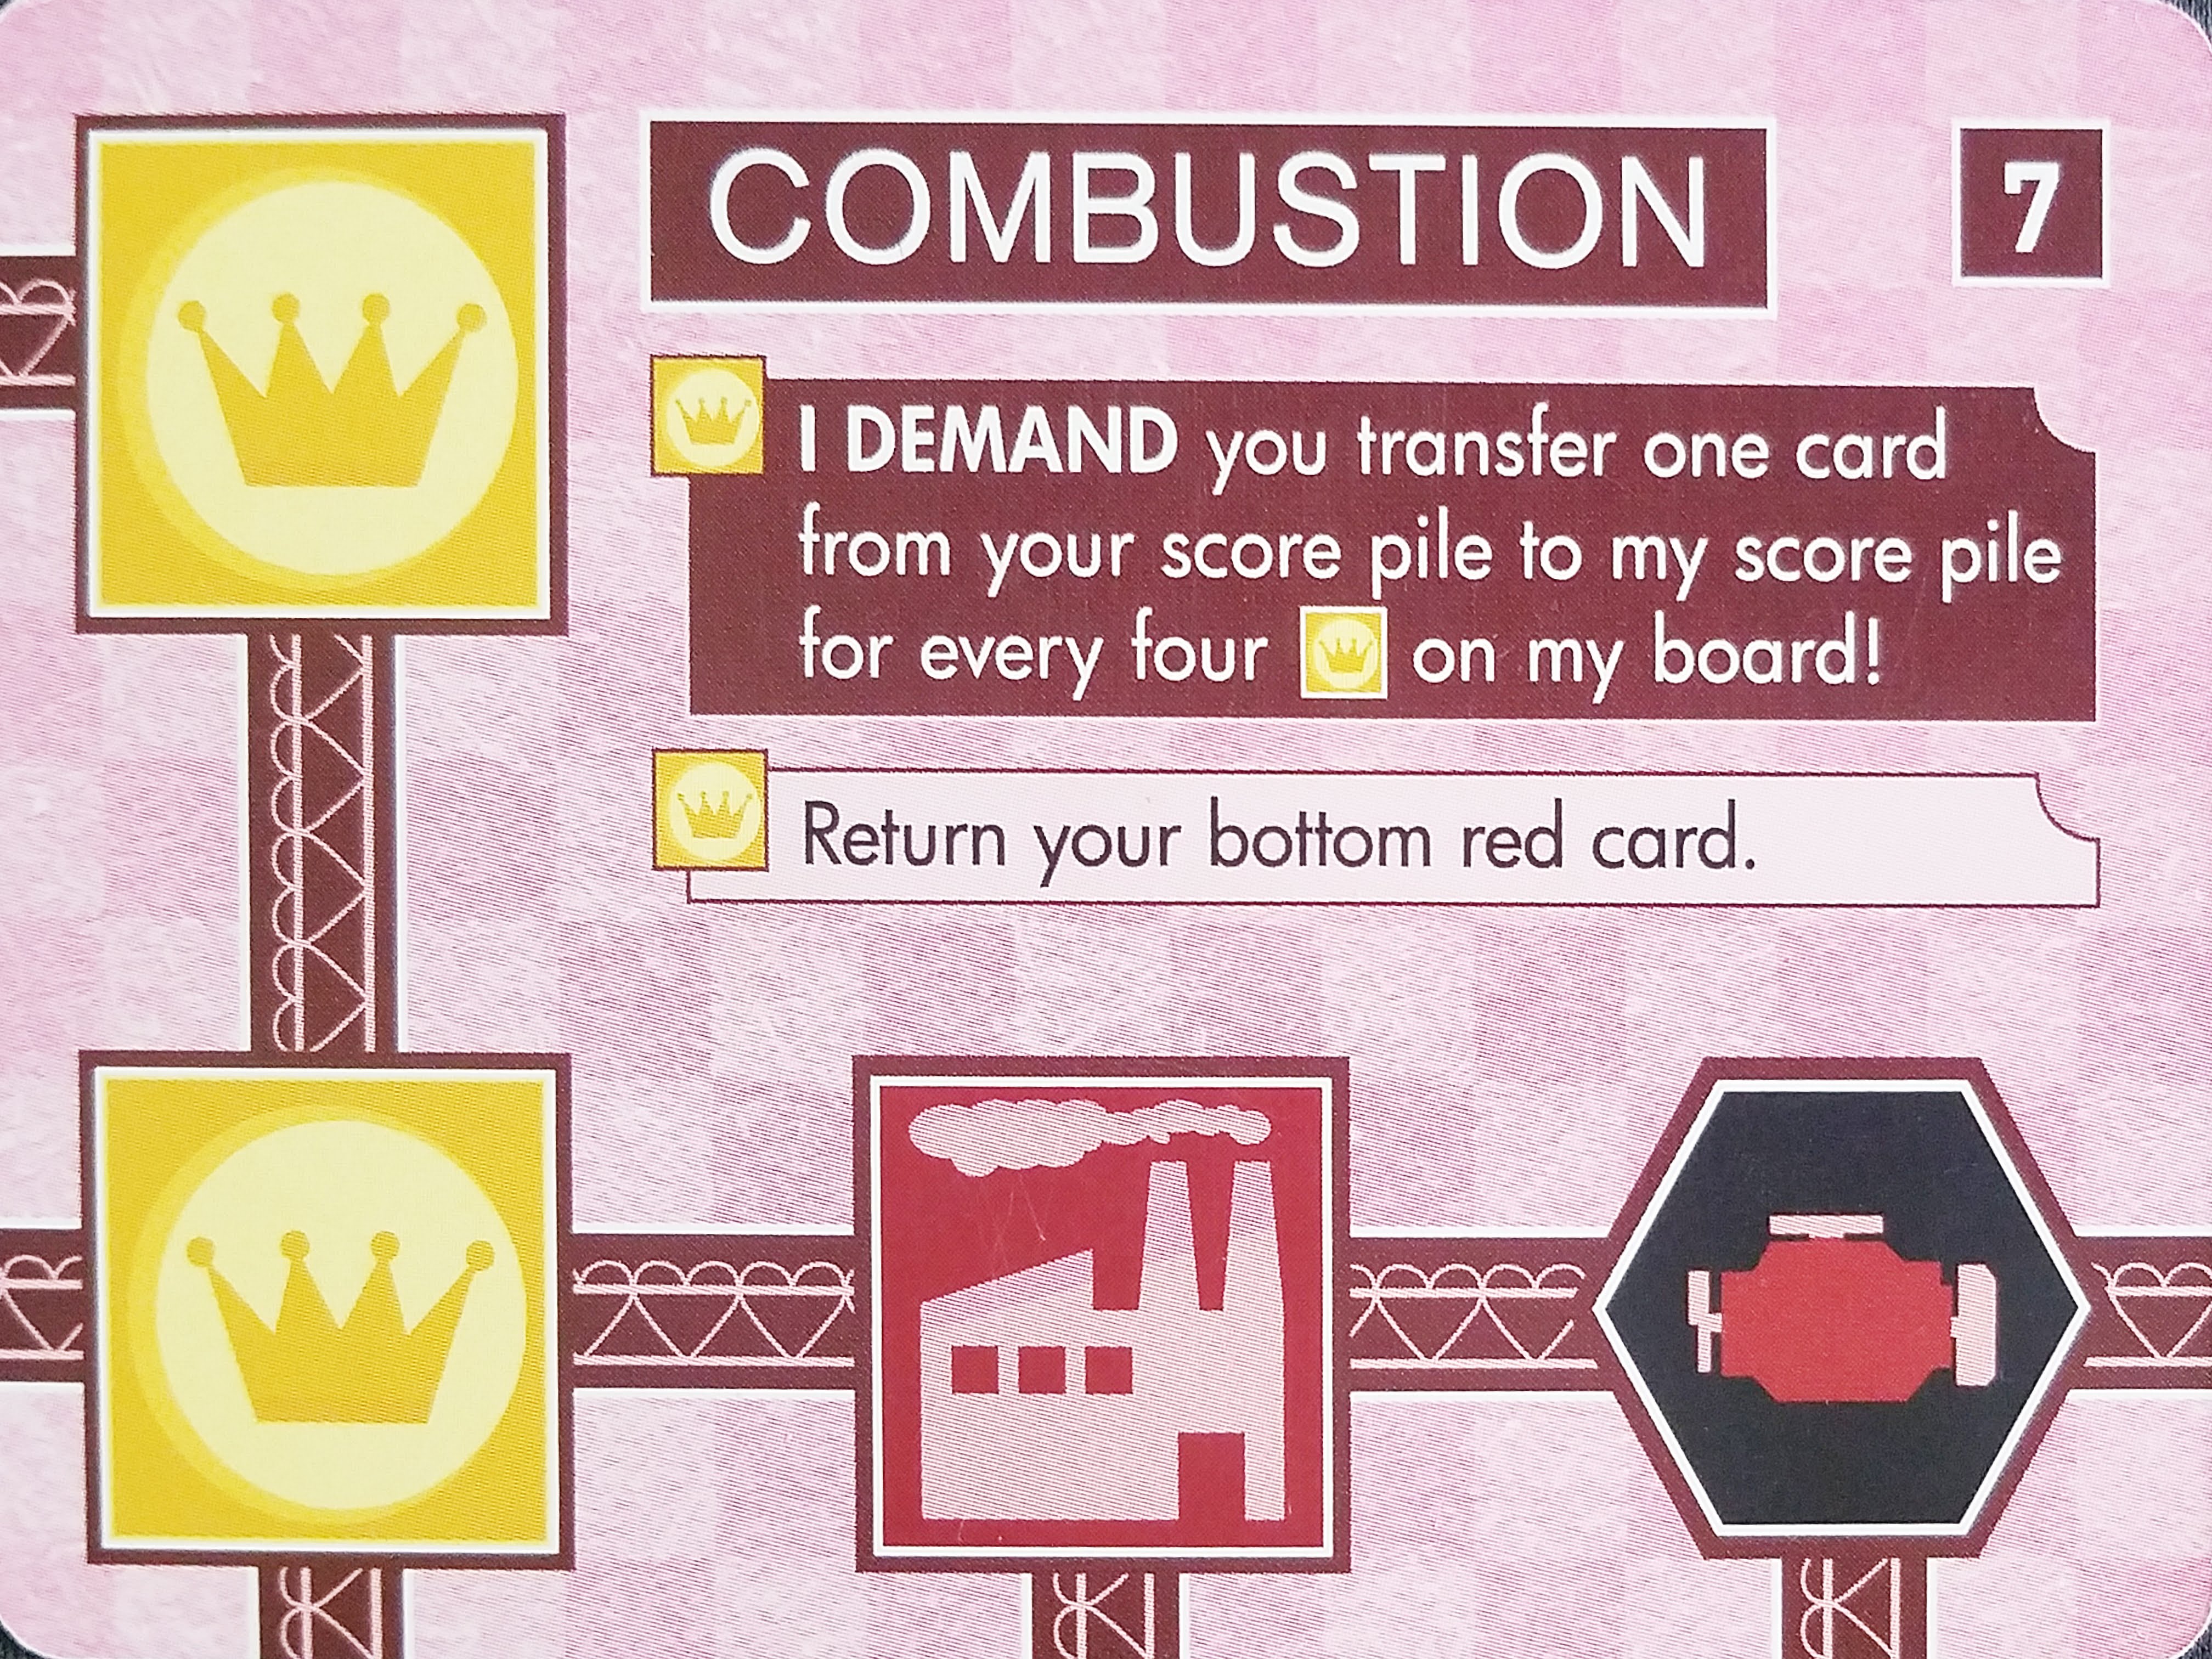 COMBUSTION
7
I DEMAND you transfer one card
from your score pile to my score pile
for every four on my board!
Return your bottom red card.